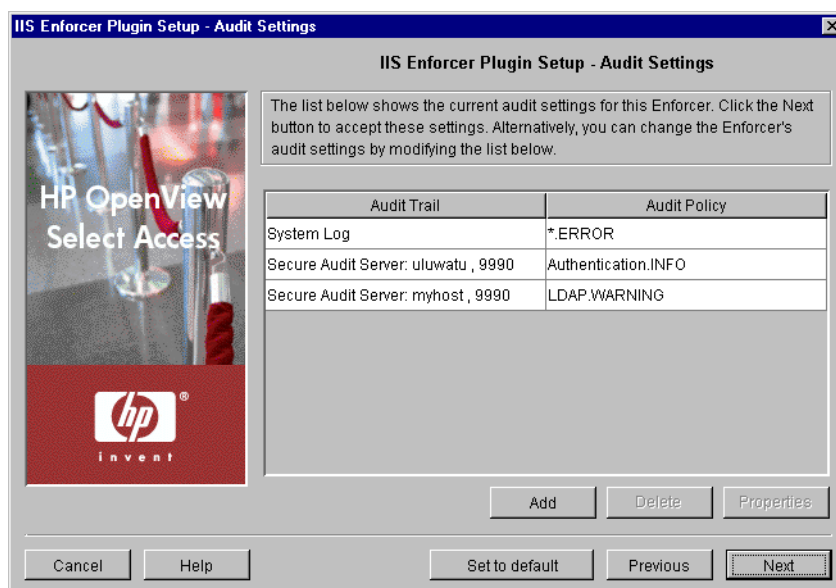 IIS Enforcer Plugin Setup - Audit Settings
IIS Enforcer Plugin Setup - Audit Settings
HP OpenView
Select Access
hp
®
invent
The list below shows the current audit settings for this Enforcer. Click the Next
button to accept these settings. Alternatively, you can change the Enforcer's
audit settings by modifying the list below.
Audit Trail Audit Policy
System Log *.ERROR
Secure Audit Server: uluwatu , 9990 Authentication.INFO
Secure Audit Server: myhost , 9990 LDAP.WARNING
Add Delete Properties
Cancel Help Set to default Previous Next